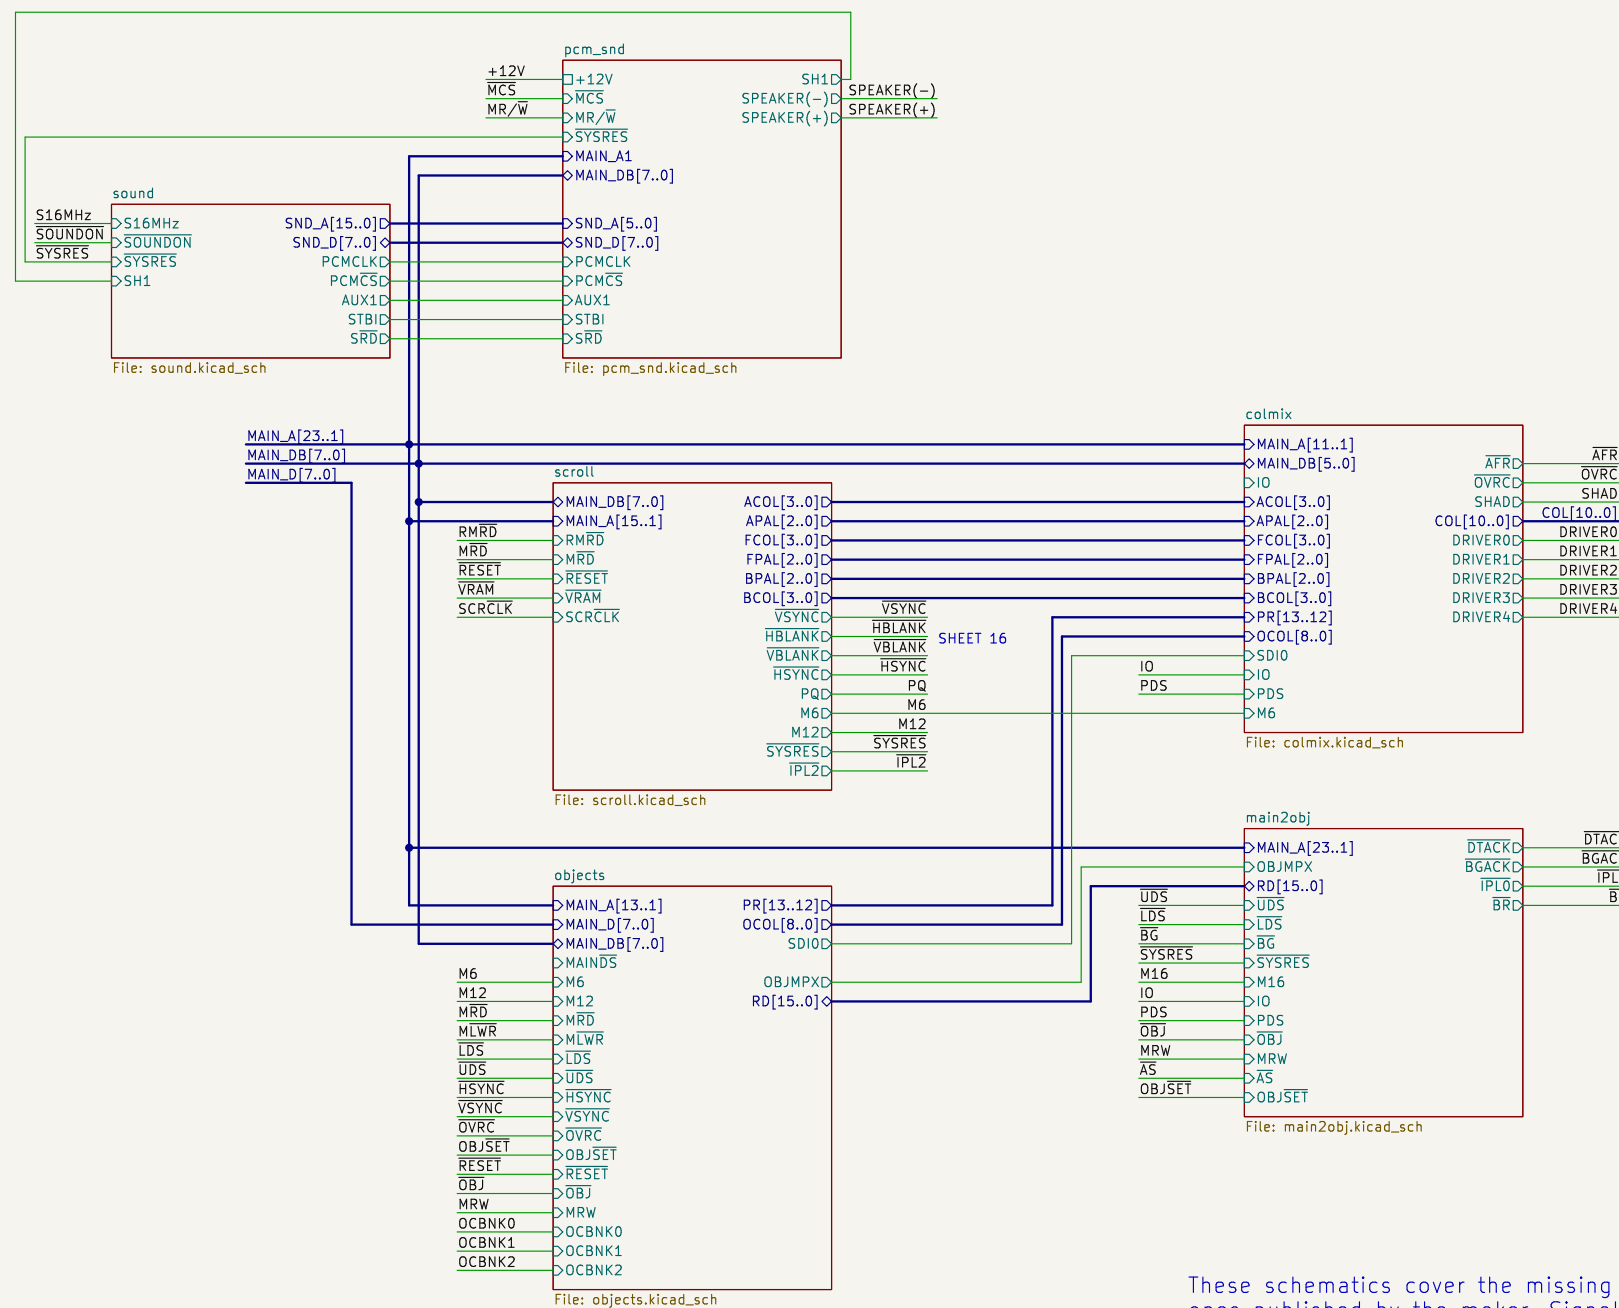 pcm_snd
+12V
MCS
MR/W
+12V
MCS
MR/W
SYSRES
MAIN_A1
MAIN_DB[7..0]
SND_A[5..0]
SND_D[7..0]
PCMCLK
PCMCS
AUX1
STBI
SRD
SH1
SPEAKER(-)
SPEAKER(+)
SPEAKER(-)
SPEAKER(+)
File: pcm_snd.kicad_sch
sound
S16MHz
SOUNDON
SYSRES
S16MHz
SOUNDON
SYSRES
SH1
SND_A[15..0]
SND_D[7..0]
PCMCLK
PCMCS
AUX1
STBI
SRD
File: sound.kicad_sch
MAIN_A[23..1]
MAIN_DB[7..0]
MAIN_D[7..0]
scroll
RMRD
MRD
RESET
VRAM
SCRCLK
MAIN_DB[7..0]
MAIN_A[15..1]
RMRD
MRD
RESET
VRAM
SCRCLK
ACOL[3..0]
APAL[2..0]
FCOL[3..0]
FPAL[2..0]
BPAL[2..0]
BCOL[3..0]
VSYNC
HBLANK
VBLANK
HSYNC
PQ
M6
M12
SYSRES
IPL2
VSYNC
HBLANK
VBLANK
HSYNC
PQ
M6
M12
SYSRES
IPL2
SHEET 16
File: scroll.kicad_sch
colmix
IO
PDS
MAIN_A[11..1]
MAIN_DB[5..0]
IO
ACOL[3..0]
APAL[2..0]
FCOL[3..0]
FPAL[2..0]
BPAL[2..0]
BCOL[3..0]
PR[13..12]
OCOL[8..0]
SDI0
IO
PDS
M6
AFR
OVRC
SHAD
COL[10..0]
DRIVER0
DRIVER1
DRIVER2
DRIVER3
DRIVER4
AFR
OVRC
SHAD
COL[10..0]
DRIVER0
DRIVER1
DRIVER2
DRIVER3
DRIVER4
File: colmix.kicad_sch
objects
M6
M12
MRD
MLWR
LDS
UDS
HSYNC
VSYNC
OVRC
OBJSET
RESET
OBJ
MRW
OCBNK0
OCBNK1
OCBNK2
MAIN_A[13..1]
MAIN_D[7..0]
MAIN_DB[7..0]
MAINDS
M6
M12
MRD
MLWR
LDS
UDS
HSYNC
VSYNC
OVRC
OBJSET
RESET
OBJ
MRW
OCBNK0
OCBNK1
OCBNK2
PR[13..12]
OCOL[8..0]
SDI0
OBJMPX
RD[15..0]
File: objects.kicad_sch
main2obj
UDS
LDS
BG
SYSRES
M16
IO
PDS
OBJ
MRW
AS
OBJSET
MAIN_A[23..1]
OBJMPX
RD[15..0]
UDS
LDS
BG
SYSRES
M16
IO
PDS
OBJ
MRW
AS
OBJSET
DTACK
BGACK
IPL0
BR
DTAC
BGAC
IPL
B
File: main2obj.kicad_sch
These schematics cover the missing